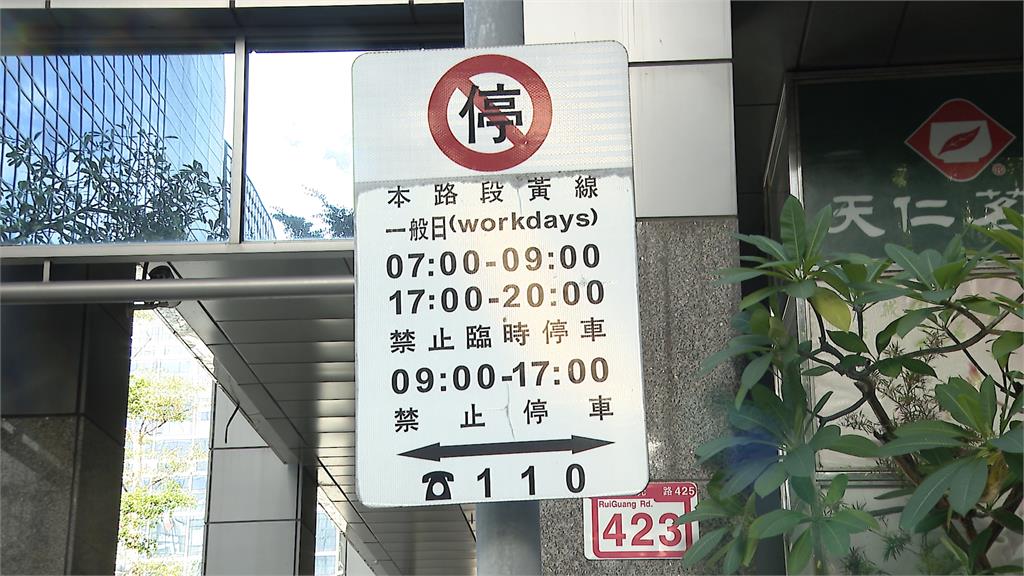 停
本路段黃線
一般日(workdays)
07:00-09:00
17:00-20:00
禁止臨時停車
09:00-17:00
禁止停車
☎110
天仁茗
®
路425
RuiGuang Rd.
423